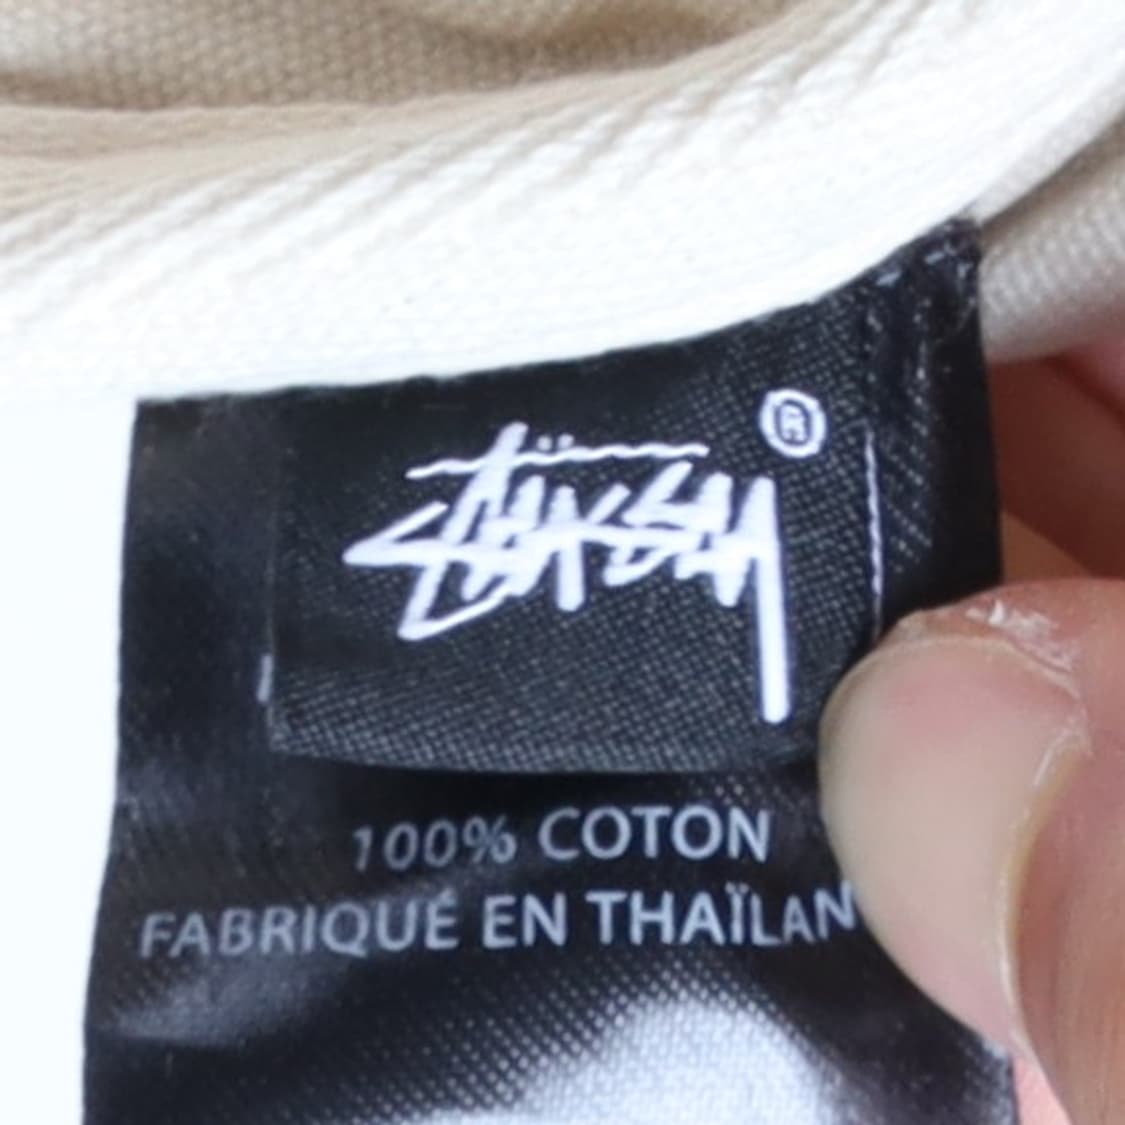 Stüssy
100% COTON
FABRIQUÉ EN THAÏLAN